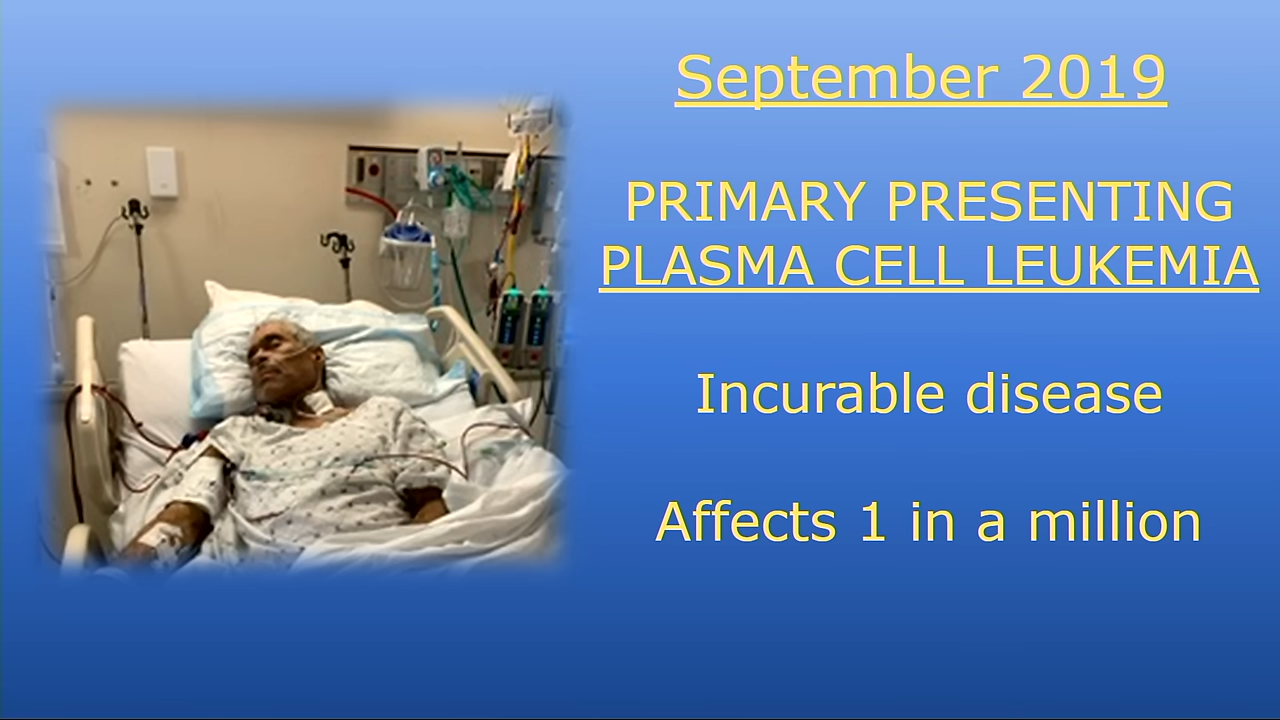 September 2019
PRIMARY PRESENTING
PLASMA CELL LEUKEMIA
Incurable disease
Affects 1 in a million